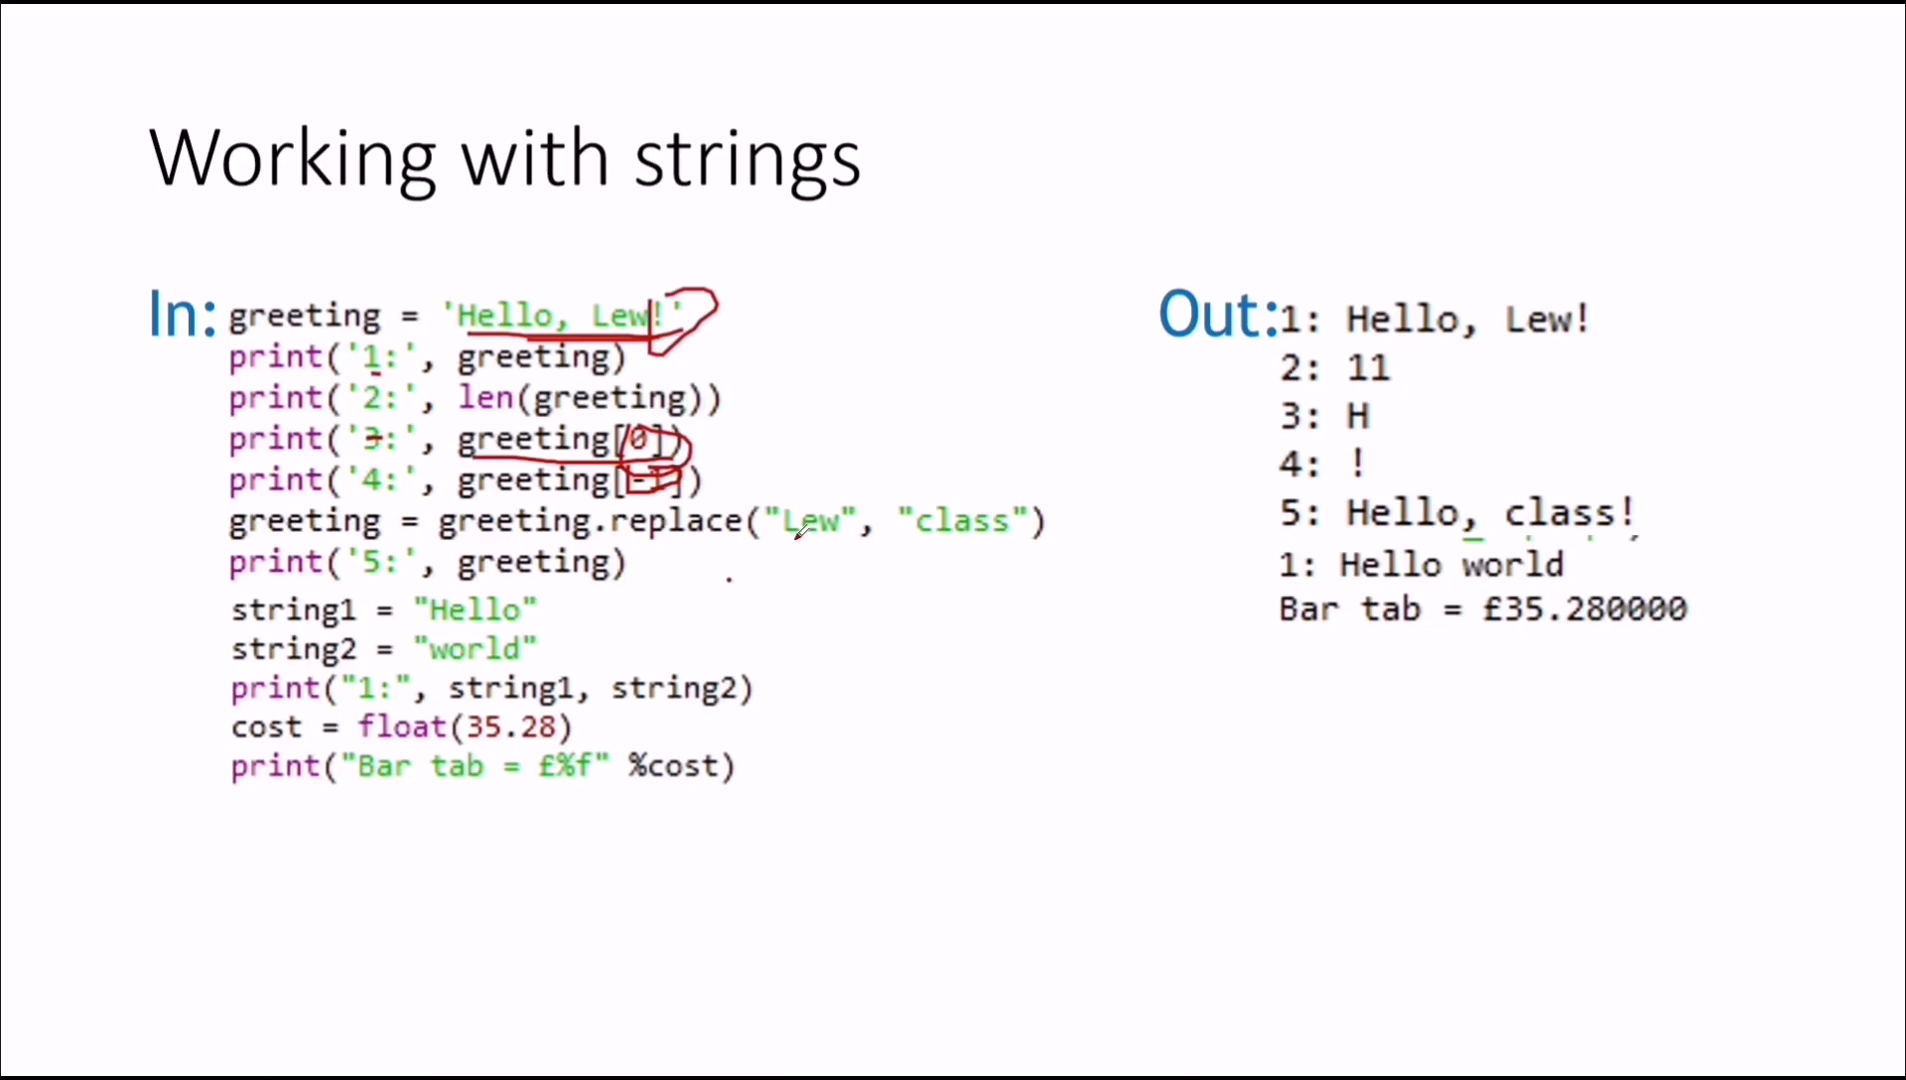 Working with strings
In:
greeting = 'Hello, Lew!'
print('1:', greeting)
print('2:', len(greeting))
print('3:', greeting[0])
print('4:', greeting[-1])
greeting = greeting.replace("Lew", "class")
print('5:', greeting)
string1 = "Hello"
string2 = "world"
print("1:", string1, string2)
cost = float(35.28)
print("Bar tab = £%f" %cost)
Out:
1: Hello, Lew!
2: 11
3: H
4: !
5: Hello, class!
1: Hello world
Bar tab = £35.280000